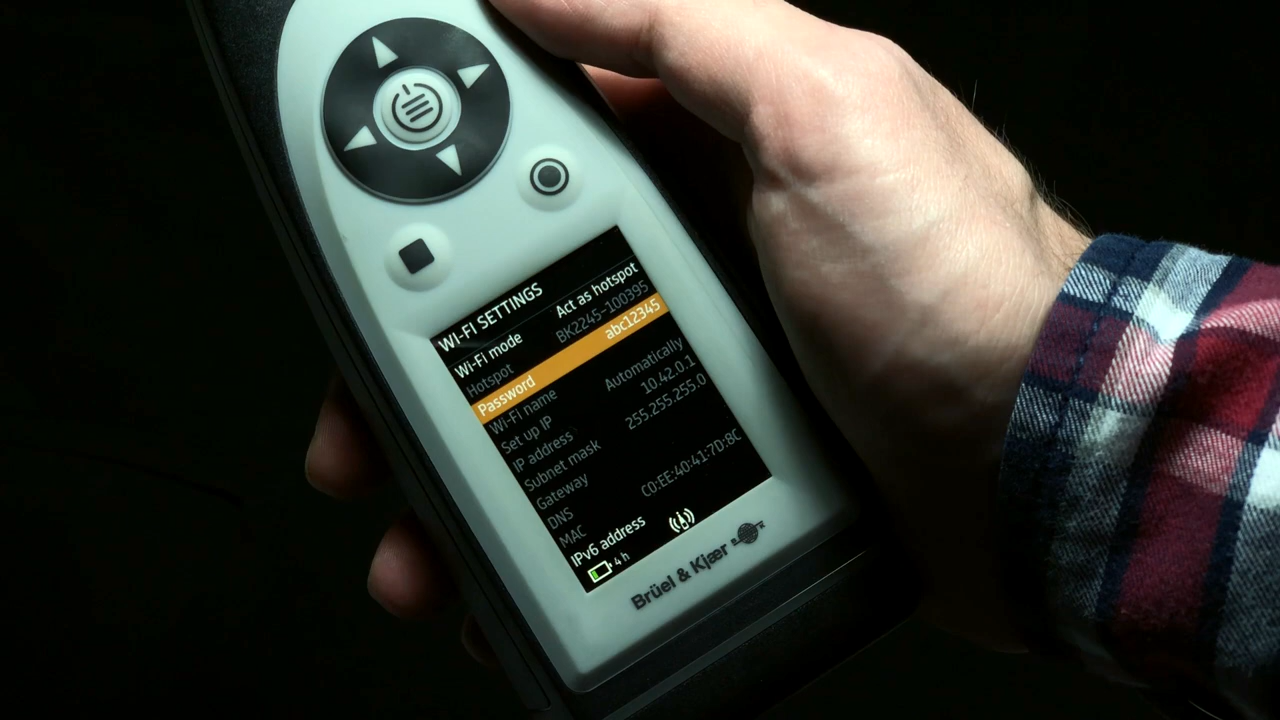 WI-FI SETTINGS
Wi-Fi mode Act as hotspot
Hotspot BK2245-100395
Password abc12345
Wi-Fi name
Set up IP Automatically
IP address 10.42.0.1
Subnet mask 255.255.255.0
Gateway
DNS
MAC C0:EE:40:41:7D:8C
IPv6 address
4 h
Brüel & Kjær